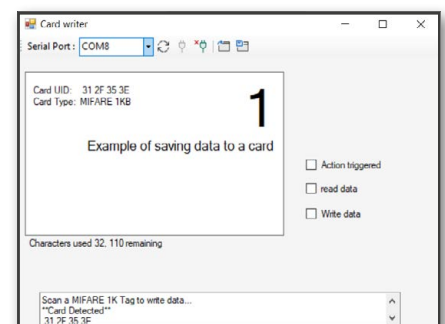 Card writer
Serial Port : COM8
Card UID: 31 2F 35 3E
Card Type: MIFARE 1KB
1
Example of saving data to a card
Action triggered
read data
Write data
Characters used 32, 110 remaining
Scan a MIFARE 1K Tag to write data...
**Card Detected**
31 2F 35 3E